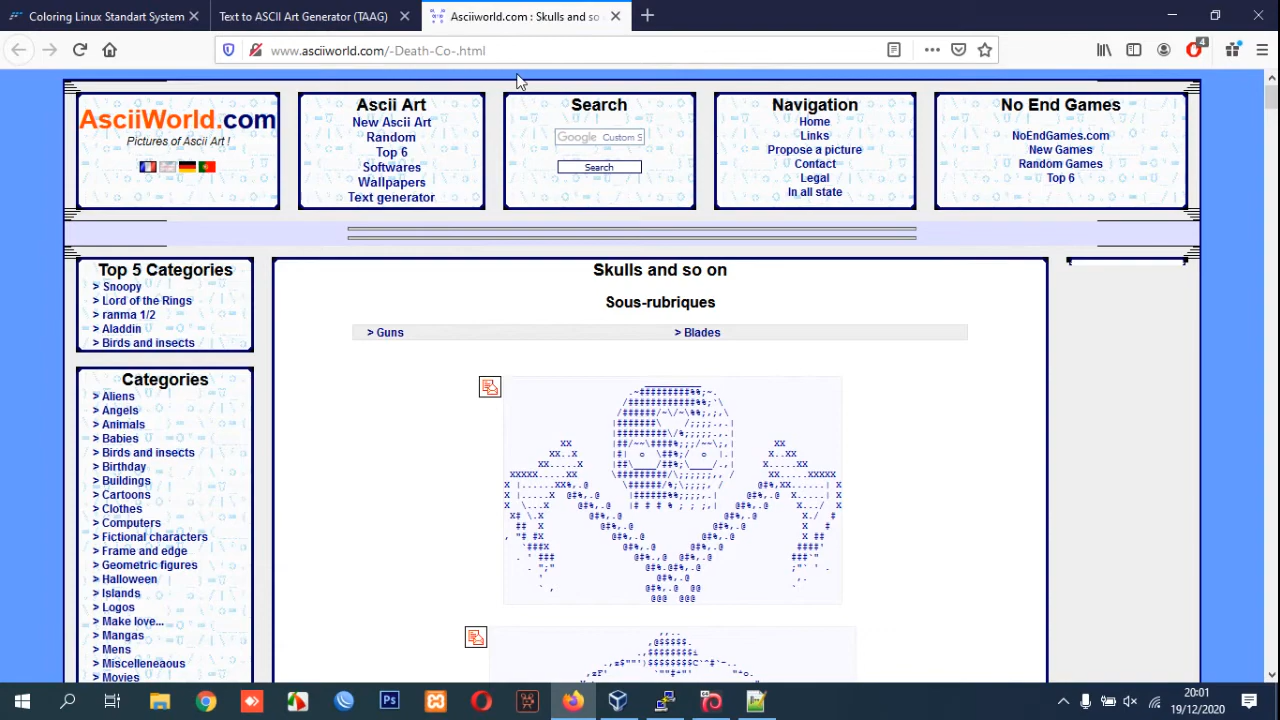 Coloring Linux Standart System
Text to ASCII Art Generator (TAAG)
Asciiworld.com : Skulls and so
www.asciiworld.com/-Death-Co-.html
4
AsciiWorld.com
Pictures of Ascii Art !
Ascii Art
New Ascii Art
Random
Top 6
Softwares
Wallpapers
Text generator
Search
Google Custom S
Search
Navigation
Home
Links
Propose a picture
Contact
Legal
In all state
No End Games
NoEndGames.com
New Games
Random Games
Top 6
Top 5 Categories
> Snoopy
> Lord of the Rings
> ranma 1/2
> Aladdin
> Birds and insects
Categories
> Aliens
> Angels
> Animals
> Babies
> Birds and insects
> Birthday
> Buildings
> Cartoons
> Clothes
> Computers
> Fictional characters
> Frame and edge
> Geometric figures
> Halloween
> Islands
> Logos
> Make love...
> Mangas
> Mens
> Miscelleneaous
> Movies
Skulls and so on
Sous-rubriques
> Guns
> Blades
20:01
19/12/2020